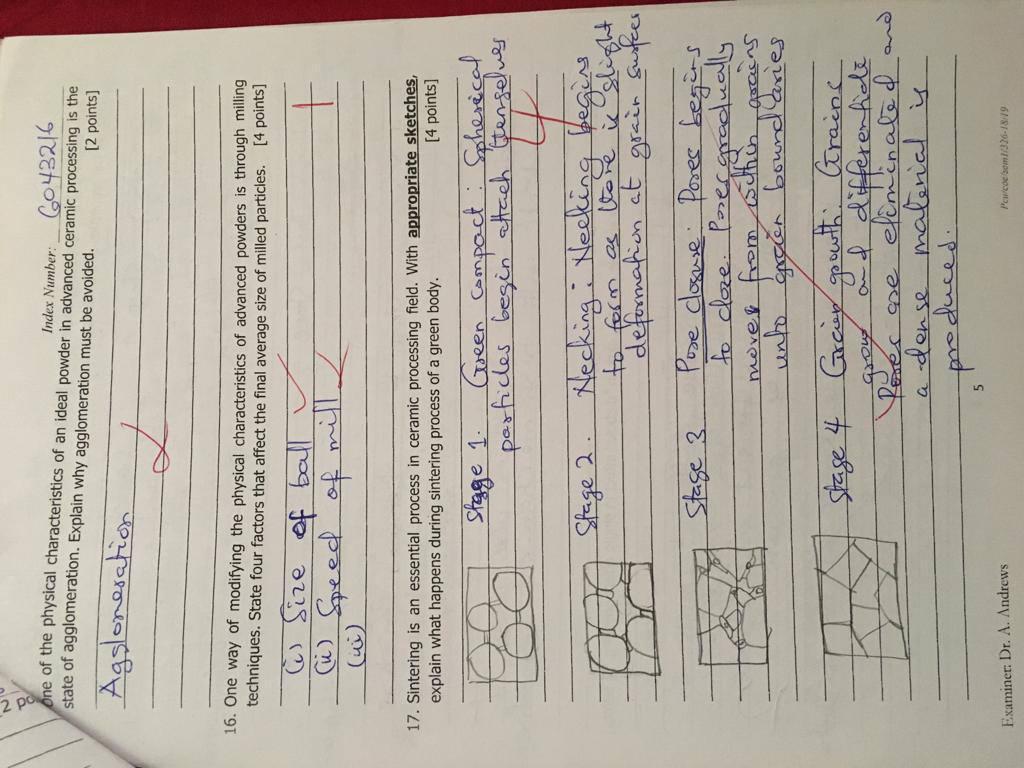 Index Number: 6043216
One of the physical characteristics of an ideal powder in advanced ceramic processing is the
state of agglomeration. Explain why agglomeration must be avoided. [2 points]
Agglomeration
16. One way of modifying the physical characteristics of advanced powders is through milling
techniques. State four factors that affect the final average size of milled particles. [4 points]
1
(i) Size of ball
(ii) Speed of mill
(iii)
17. Sintering is an essential process in ceramic processing field. With appropriate sketches,
explain what happens during sintering process of a green body. [4 points]
4
Stage 1. Green compact: Spherical
particles begin attach themselves
Stage 2. Necking: Necking begins
to form as there is slight
deformation at grain surface
Stage 3 Pore closure: Pores begins
to close. Pores gradually
moves from within grains
unto grain boundaries
Stage 4 Grain growth: Grains
grow and differentiate
Pores are eliminated and
a dense material is
produced.
5
Examiner: Dr. A. Andrews